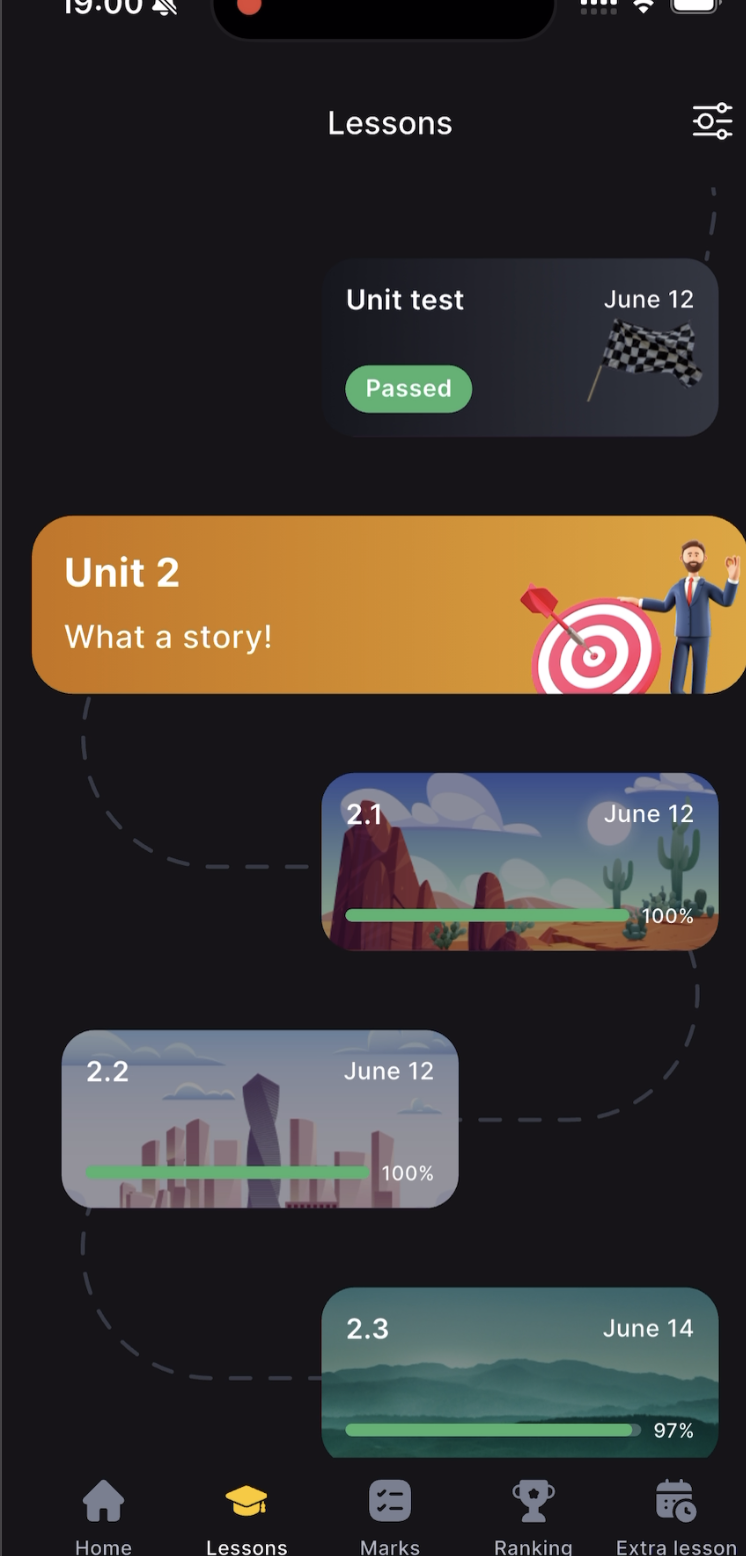 19:00
Lessons
Unit test June 12
Passed
Unit 2
What a story!
2.1 June 12
100%
2.2 June 12
100%
2.3 June 14
97%
Home Lessons Marks Ranking Extra lesson